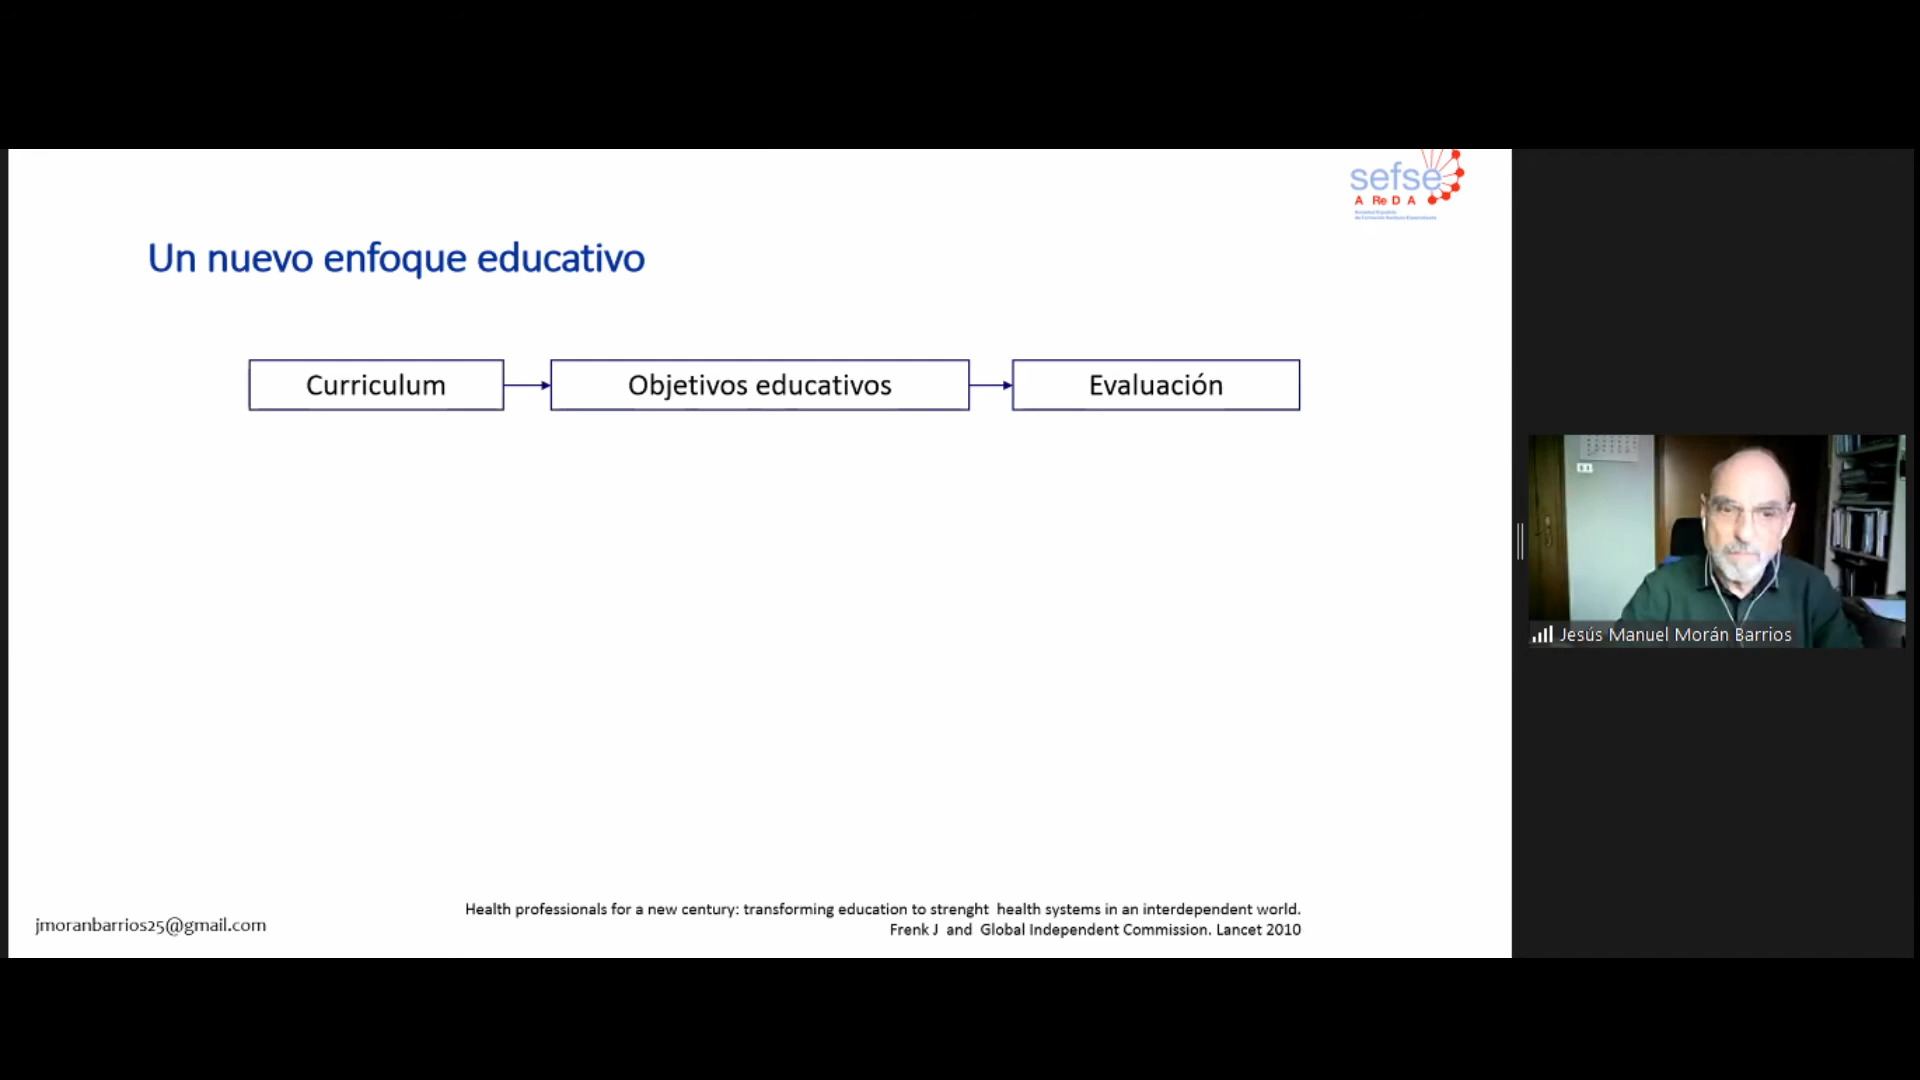 sefse
A Re D A
Un nuevo enfoque educativo
Curriculum
Objetivos educativos
Evaluación
Jesús Manuel Morán Barrios
Health professionals for a new century: transforming education to strenght health systems in an interdependent world.
Frenk J and Global Independent Commission. Lancet 2010
jmoranbarrios25@gmail.com